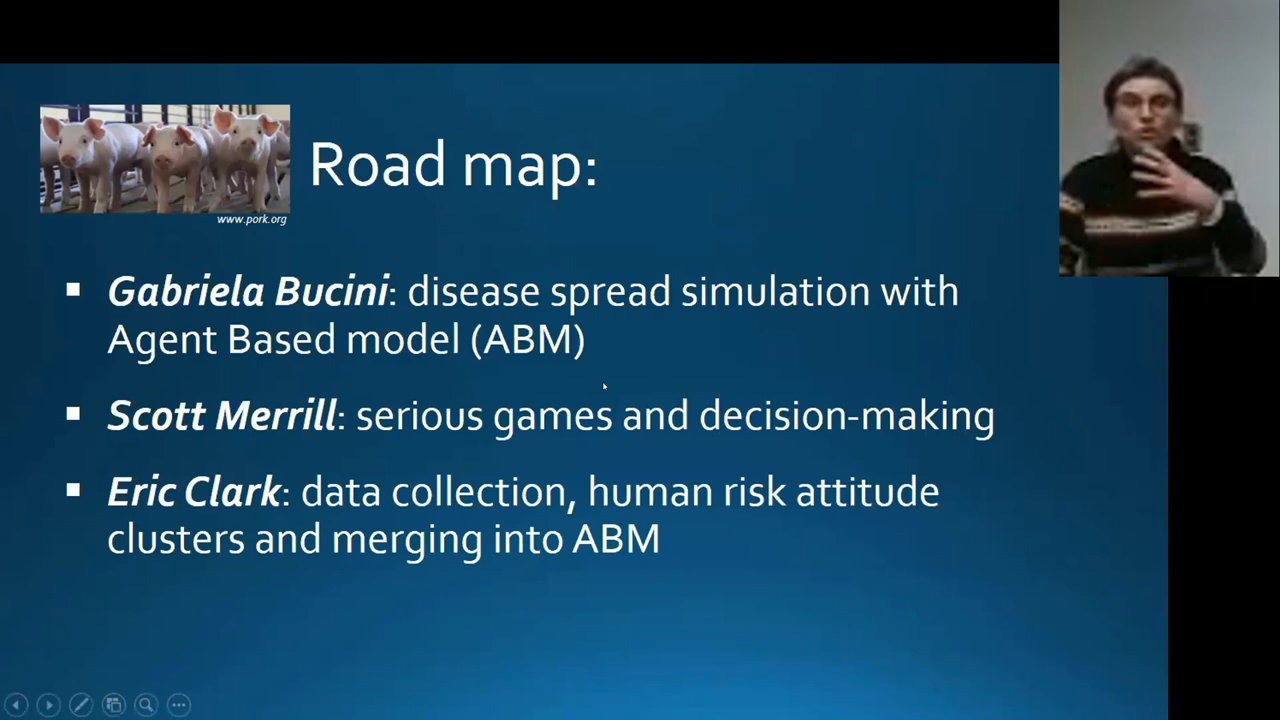 Road map:
www.pork.org
▪ Gabriela Bucini: disease spread simulation with
Agent Based model (ABM)
▪ Scott Merrill: serious games and decision-making
▪ Eric Clark: data collection, human risk attitude
clusters and merging into ABM